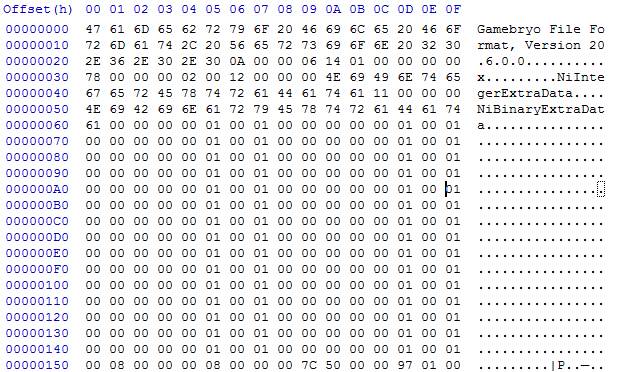 Offset(h) 00 01 02 03 04 05 06 07 08 09 0A 0B 0C 0D 0E 0F
00000000 47 61 6D 65 62 72 79 6F 20 46 69 6C 65 20 46 6F Gamebryo File Fo
00000010 72 6D 61 74 2C 20 56 65 72 73 69 6F 6E 20 32 30 rmat, Version 20
00000020 2E 36 2E 30 2E 30 0A 00 00 06 14 01 00 00 00 00 .6.0.0..........
00000030 78 00 00 00 02 00 12 00 00 00 4E 69 49 6E 74 65 x.........NiInte
00000040 67 65 72 45 78 74 72 61 44 61 74 61 11 00 00 00 gerExtraData....
00000050 4E 69 42 69 6E 61 72 79 45 78 74 72 61 44 61 74 NiBinaryExtraDat
00000060 61 00 00 00 00 01 00 01 00 00 00 00 00 01 00 01 a...............
00000070 00 00 00 00 00 01 00 01 00 00 00 00 00 01 00 01 ................
00000080 00 00 00 00 00 01 00 01 00 00 00 00 00 01 00 01 ................
00000090 00 00 00 00 00 01 00 01 00 00 00 00 00 01 00 01 ................
000000A0 00 00 00 00 00 01 00 01 00 00 00 00 00 01 00 01 ................
000000B0 00 00 00 00 00 01 00 01 00 00 00 00 00 01 00 01 ................
000000C0 00 00 00 00 00 01 00 01 00 00 00 00 00 01 00 01 ................
000000D0 00 00 00 00 00 01 00 01 00 00 00 00 00 01 00 01 ................
000000E0 00 00 00 00 00 01 00 01 00 00 00 00 00 01 00 01 ................
000000F0 00 00 00 00 00 01 00 01 00 00 00 00 00 01 00 01 ................
00000100 00 00 00 00 00 01 00 01 00 00 00 00 00 01 00 01 ................
00000110 00 00 00 00 00 01 00 01 00 00 00 00 00 01 00 01 ................
00000120 00 00 00 00 00 01 00 01 00 00 00 00 00 01 00 01 ................
00000130 00 00 00 00 00 01 00 01 00 00 00 00 00 01 00 01 ................
00000140 00 00 00 00 00 01 00 01 00 00 00 00 00 01 00 01 ................
00000150 00 08 00 00 00 08 00 00 00 7C 50 00 00 97 01 00 .........|P..—..